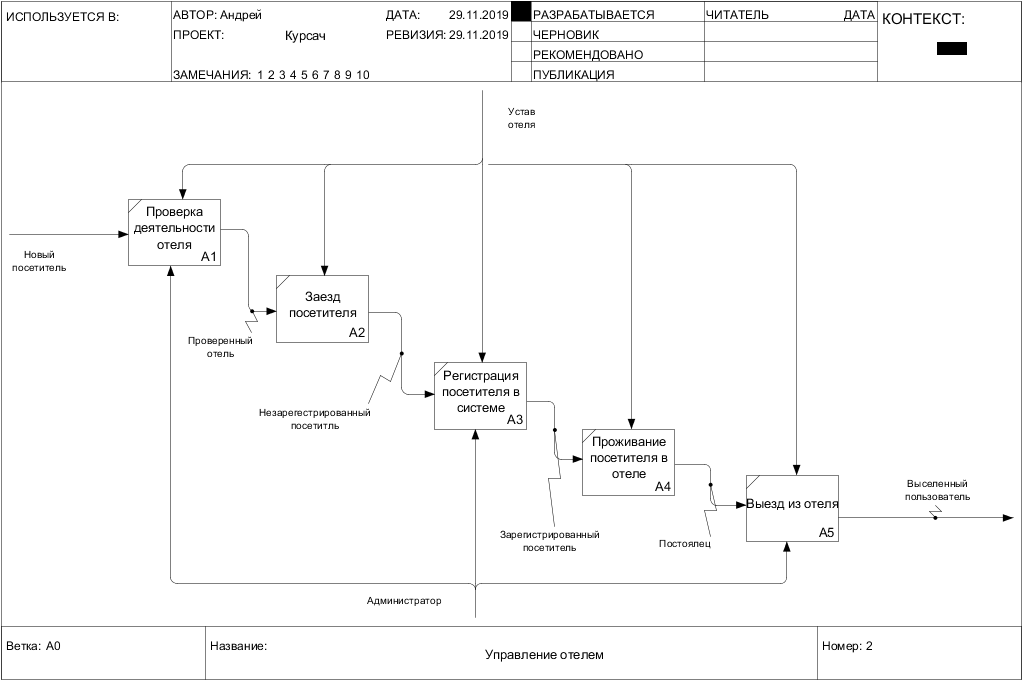 ИСПОЛЬЗУЕТСЯ В:
АВТОР: Андрей
ДАТА: 29.11.2019
РАЗРАБАТЫВАЕТСЯ
ЧИТАТЕЛЬ
ДАТА
КОНТЕКСТ:
ПРОЕКТ: Курсач
РЕВИЗИЯ: 29.11.2019
ЧЕРНОВИК
РЕКОМЕНДОВАНО
ЗАМЕЧАНИЯ: 1 2 3 4 5 6 7 8 9 10
ПУБЛИКАЦИЯ
Устав
отеля
Проверка
деятельности
отеля
A1
Новый
посетитель
Заезд
посетителя
A2
Проверенный
отель
Регистрация
посетителя в
системе
A3
Незарегестрированный
посетитль
Проживание
посетителя в
отеле
A4
Выезд из отеля
A5
Выселенный
пользователь
Зарегистрированный
посетитель
Постоялец
Администратор
Ветка: A0
Название:
Управление отелем
Номер: 2